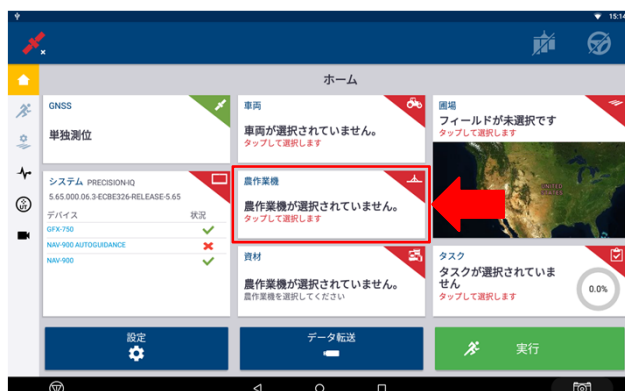 15:14
ホーム
GNSS
単独測位
車両
車両が選択されていません。
タップして選択します
圃場
フィールドが未選択です
タップして選択します
UNITED
STATES
システム PRECISION-IQ
5.65.000.06.3-ECBE326-RELEASE-5.65
デバイス 状況
GFX-750
NAV-900 AUTOGUIDANCE
NAV-900
農作業機
農作業機が選択されていません。
タップして選択します
資材
農作業機が選択されていません。
農作業機を選択してください
タスク
タスクが選択されていま
せん
タップして選択します
0.0%
設定
データ転送
実行